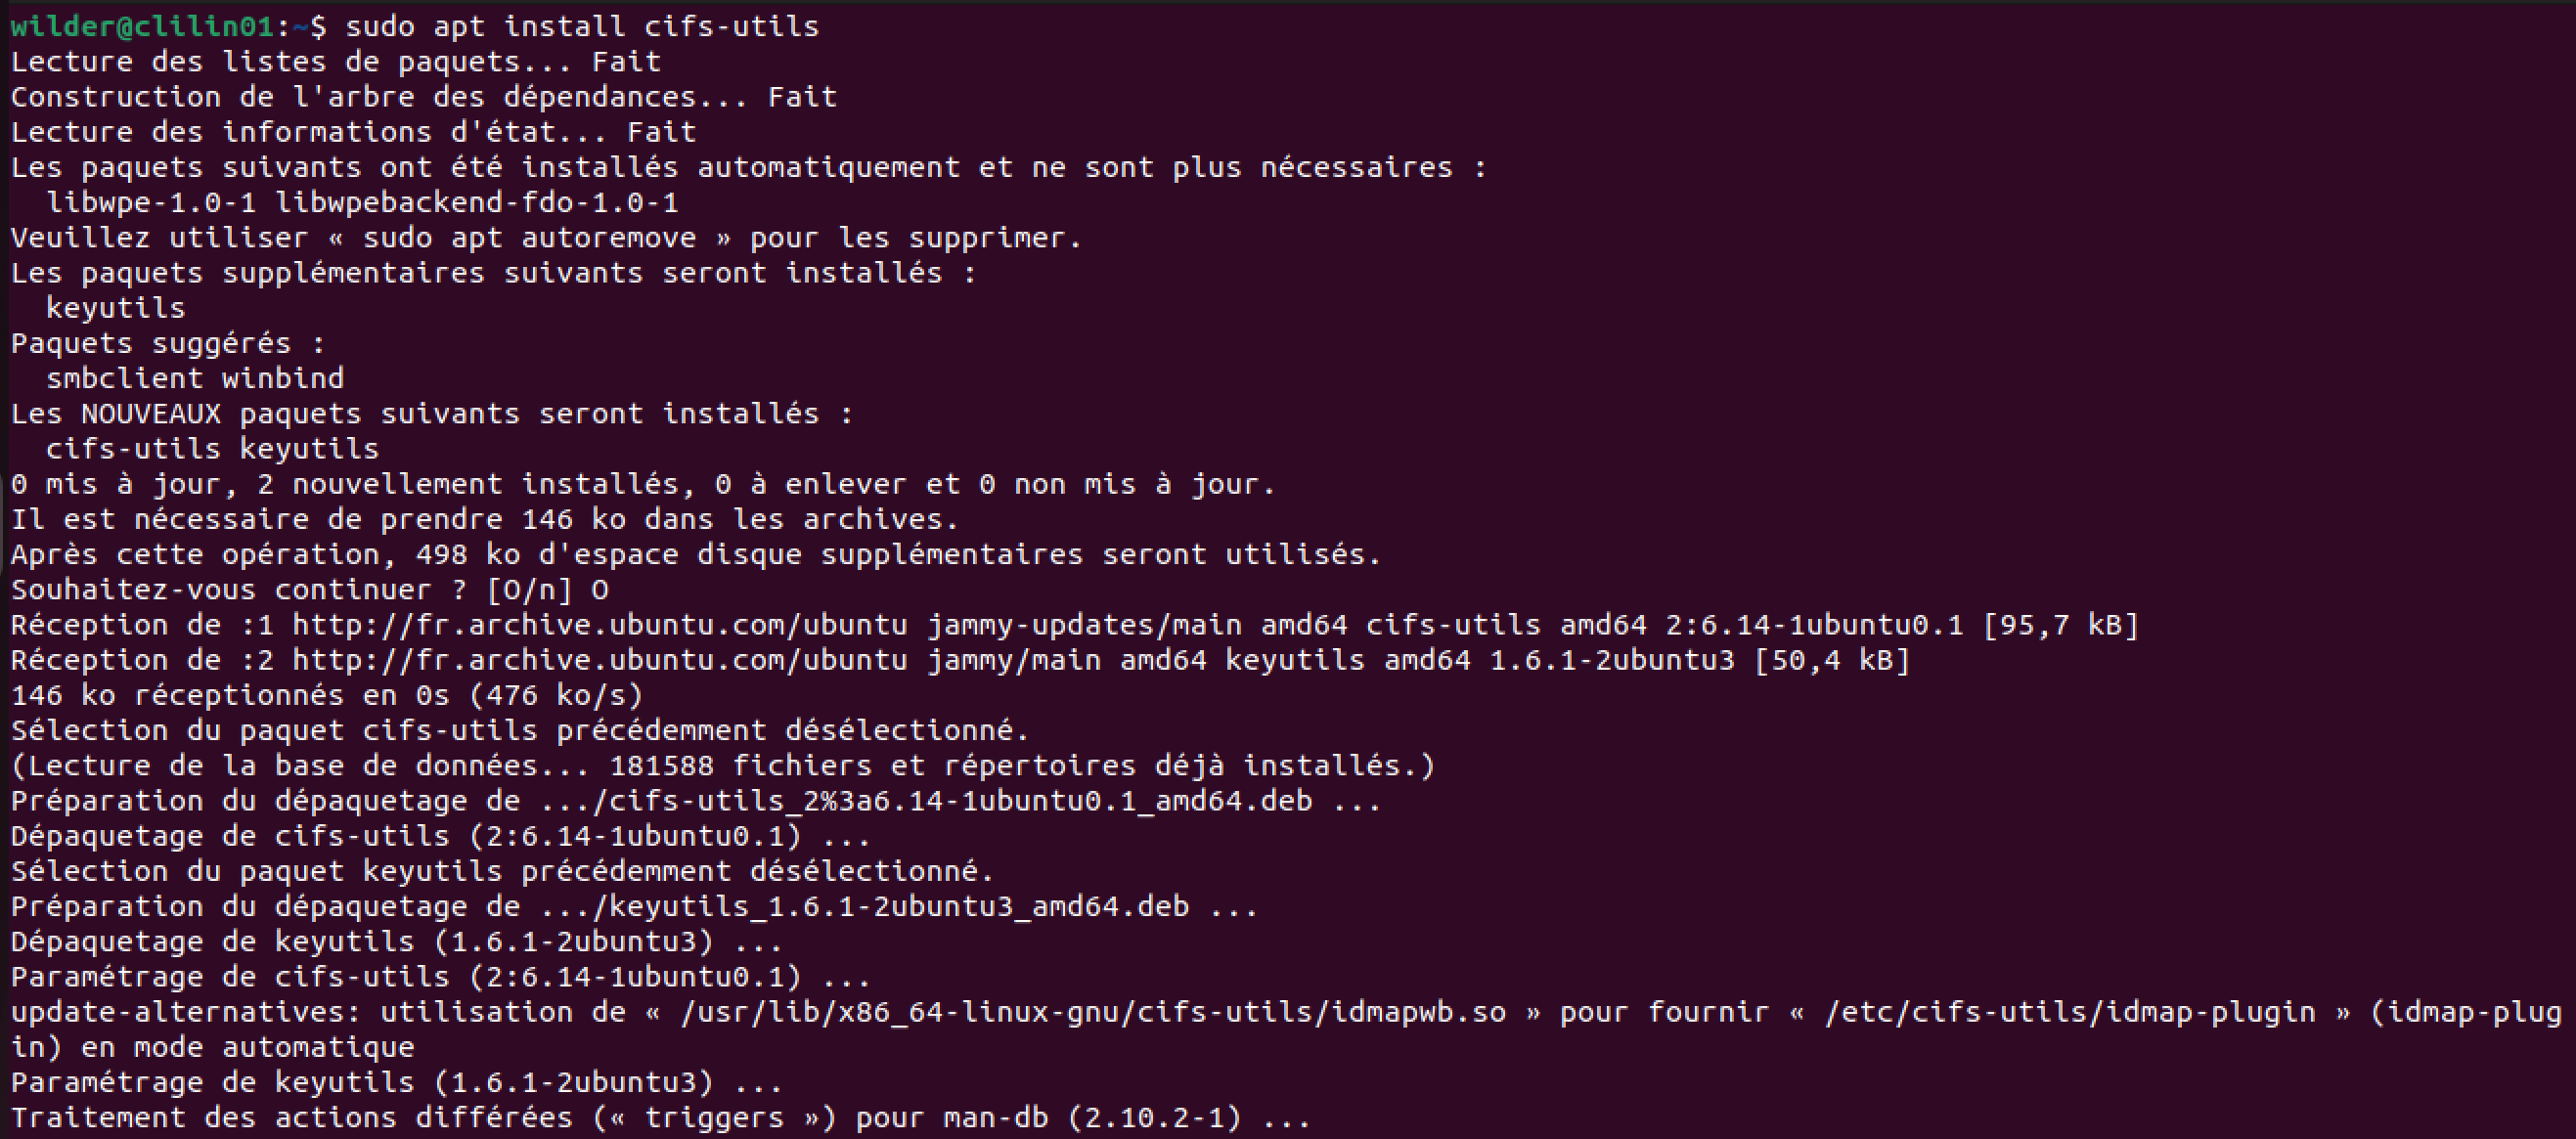 wilder@clilin01:~$ sudo apt install cifs-utils
Lecture des listes de paquets... Fait
Construction de l'arbre des dépendances... Fait
Lecture des informations d'état... Fait
Les paquets suivants ont été installés automatiquement et ne sont plus nécessaires :
  libwpe-1.0-1 libwpebackend-fdo-1.0-1
Veuillez utiliser « sudo apt autoremove » pour les supprimer.
Les paquets supplémentaires suivants seront installés :
  keyutils
Paquets suggérés :
  smbclient winbind
Les NOUVEAUX paquets suivants seront installés :
  cifs-utils keyutils
0 mis à jour, 2 nouvellement installés, 0 à enlever et 0 non mis à jour.
Il est nécessaire de prendre 146 ko dans les archives.
Après cette opération, 498 ko d'espace disque supplémentaires seront utilisés.
Souhaitez-vous continuer ? [O/n] O
Réception de :1 http://fr.archive.ubuntu.com/ubuntu jammy-updates/main amd64 cifs-utils amd64 2:6.14-1ubuntu0.1 [95,7 kB]
Réception de :2 http://fr.archive.ubuntu.com/ubuntu jammy/main amd64 keyutils amd64 1.6.1-2ubuntu3 [50,4 kB]
146 ko réceptionnés en 0s (476 ko/s)
Sélection du paquet cifs-utils précédemment désélectionné.
(Lecture de la base de données... 181588 fichiers et répertoires déjà installés.)
Préparation du dépaquetage de .../cifs-utils_2%3a6.14-1ubuntu0.1_amd64.deb ...
Dépaquetage de cifs-utils (2:6.14-1ubuntu0.1) ...
Sélection du paquet keyutils précédemment désélectionné.
Préparation du dépaquetage de .../keyutils_1.6.1-2ubuntu3_amd64.deb ...
Dépaquetage de keyutils (1.6.1-2ubuntu3) ...
Paramétrage de cifs-utils (2:6.14-1ubuntu0.1) ...
update-alternatives: utilisation de « /usr/lib/x86_64-linux-gnu/cifs-utils/idmapwb.so » pour fournir « /etc/cifs-utils/idmap-plugin » (idmap-plug
in) en mode automatique
Paramétrage de keyutils (1.6.1-2ubuntu3) ...
Traitement des actions différées (« triggers ») pour man-db (2.10.2-1) ...